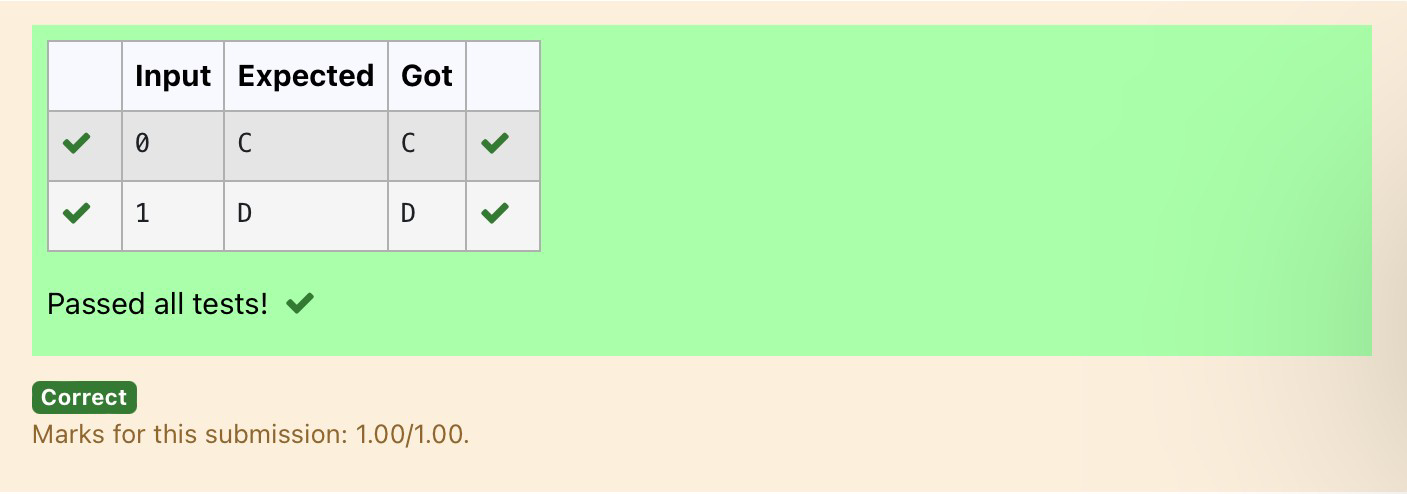 Input Expected Got
0 C C
1 D D
Passed all tests!
Correct
Marks for this submission: 1.00/1.00.